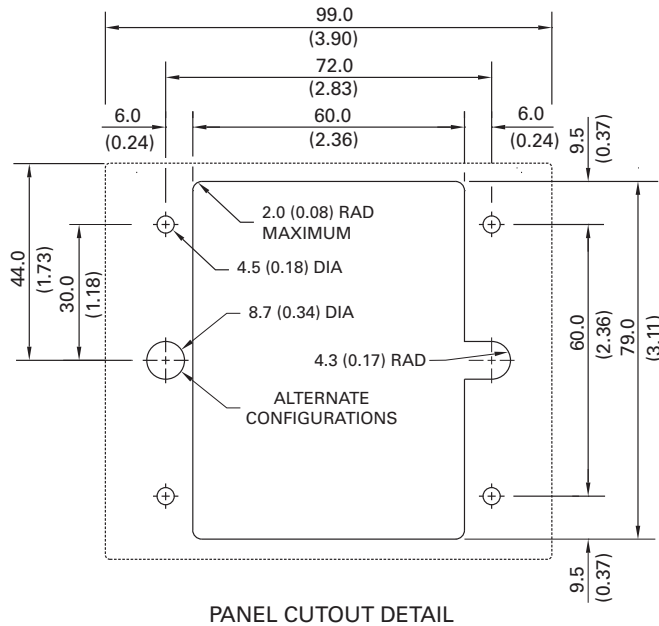 99.0
(3.90)
72.0
(2.83)
6.0
(0.24)
60.0
(2.36)
6.0
(0.24)
9.5
(0.37)
2.0 (0.08) RAD
MAXIMUM
4.5 (0.18) DIA
44.0
(1.73)
30.0
(1.18)
8.7 (0.34) DIA
4.3 (0.17) RAD
60.0
(2.36)
79.0
(3.11)
ALTERNATE
CONFIGURATIONS
9.5
(0.37)
PANEL CUTOUT DETAIL